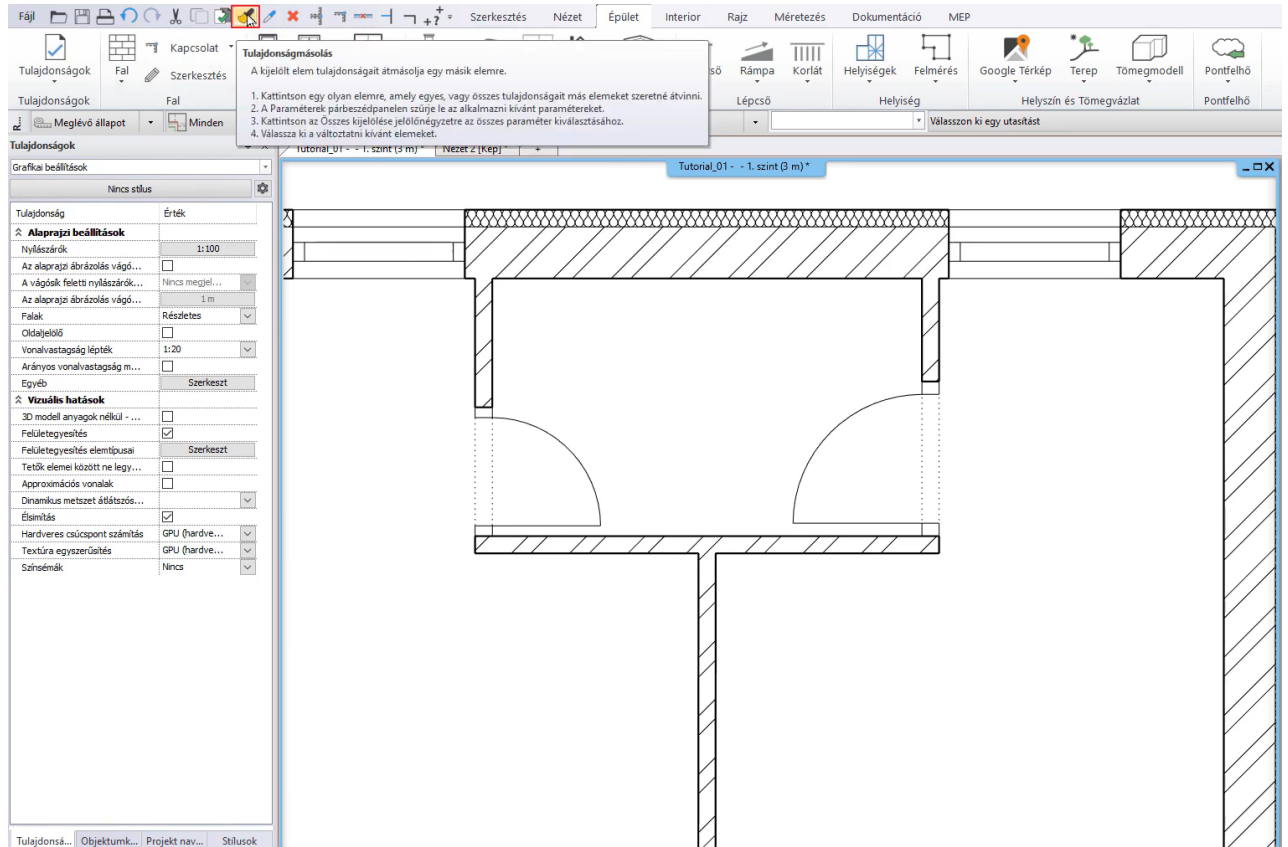 Fájl Szerkesztés Nézet Épület Interior Rajz Méretezés Dokumentáció MEP
Tulajdonságok Fal Kapcsolat Szerkesztés Rámpa Korlát Helyiségek Felmérés Google Térkép Terep Tömegmodell Pontfelhő
Tulajdonságok Fal Lépcső Helyiség Helyszín és Tömegvázlat Pontfelhő
Tulajdonságmásolás
A kijelölt elem tulajdonságait átmásolja egy másik elemre.
1. Kattintson egy olyan elemre, amely egyes, vagy összes tulajdonságait más elemeket szeretné átvinni.
2. A Paraméterek párbeszédpanelen szűrje le az alkalmazni kívánt paramétereket.
3. Kattintson az Összes kijelölése jelölőnégyzetre az összes paraméter kiválasztásához.
4. Válassza ki a változtatni kívánt elemeket.
Meglévő állapot Minden Válasszon ki egy utasítást
Tulajdonságok
Tutorial_01 - - 1. szint (3 m) * Nézet 2 [Kép] * +
Grafikai beállítások
Tutorial_01 - - 1. szint (3 m) *
Nincs stílus
Tulajdonság Érték
Alaprajzi beállítások
Nyílászárók 1:100
Az alaprajzi ábrázolás vágó...
A vágósík feletti nyílászárók... Nincs megjel...
Az alaprajzi ábrázolás vágó... 1 m
Falak Részletes
Oldaljelölő
Vonalvastagság lépték 1:20
Arányos vonalvastagság m...
Egyéb Szerkeszt
Vizuális hatások
3D modell anyagok nélkül - ...
Felületegyesítés
Felületegyesítés elemtípusai Szerkeszt
Tetők elemei között ne legy...
Approximációs vonalak
Dinamikus metszet átlátszós...
Élsimítás
Hardveres csúcspont számítás GPU (hardve...
Textúra egyszerűsítés GPU (hardve...
Színsémák Nincs
Tulajdonsá... Objektumk... Projekt nav... Stílusok